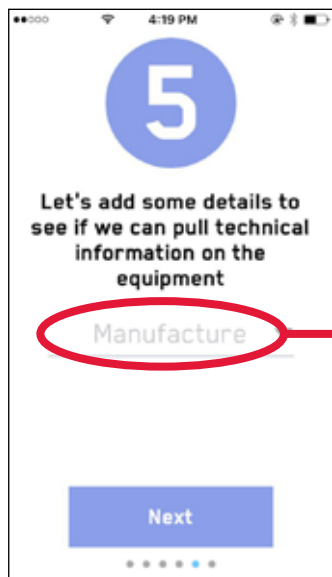 4:19 PM
5
Let's add some details to
see if we can pull technical
information on the
equipment
Manufacture
Next